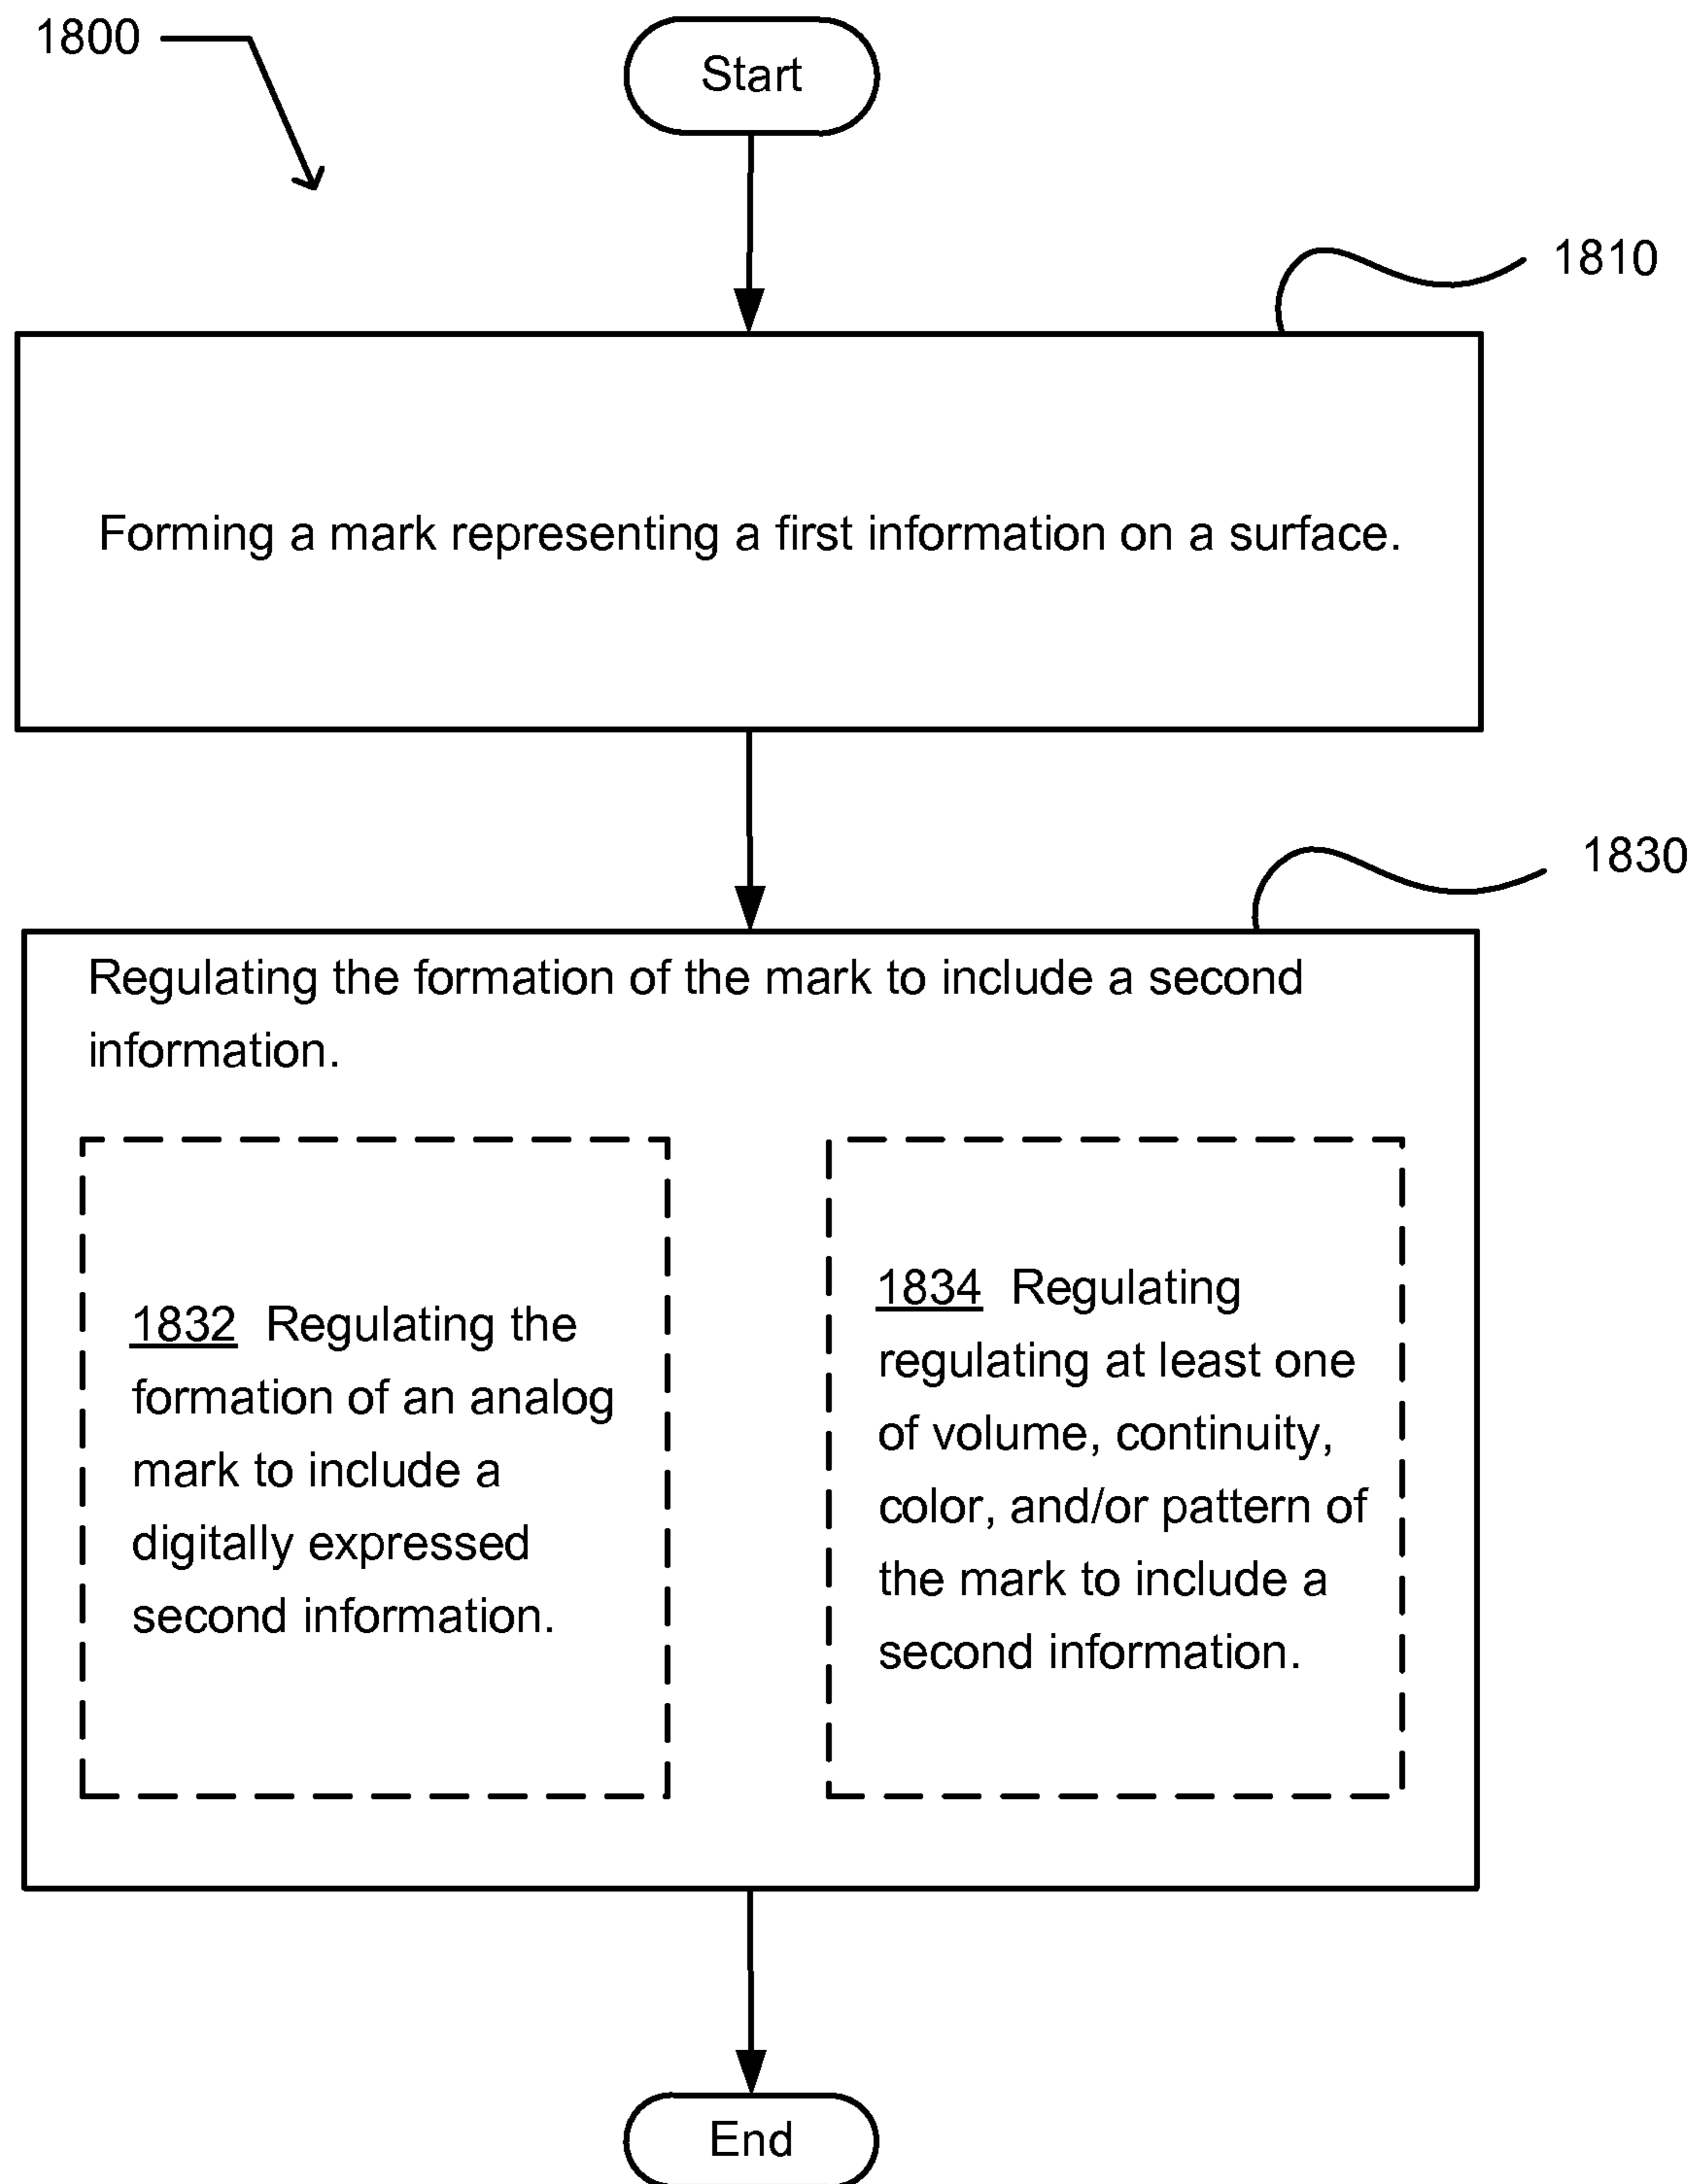 1800
Start
1810
Forming a mark representing a first information on a surface.
1830
Regulating the formation of the mark to include a second
information.
1832 Regulating the
formation of an analog
mark to include a
digitally expressed
second information.
1834 Regulating
regulating at least one
of volume, continuity,
color, and/or pattern of
the mark to include a
second information.
End